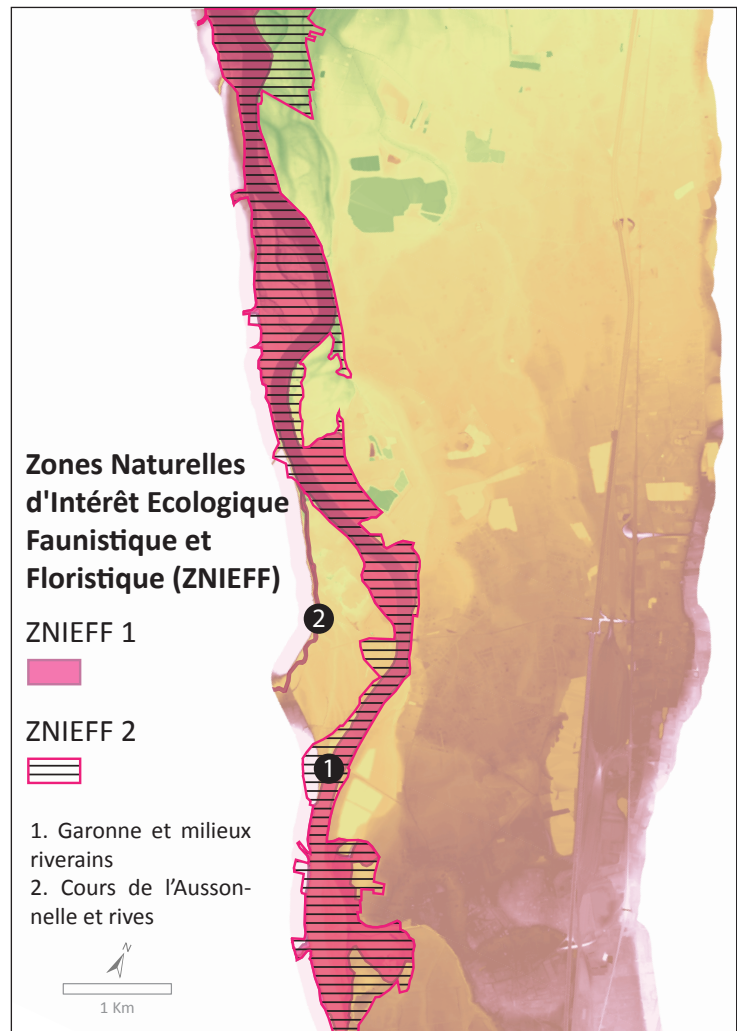 Zones Naturelles
d'Intérêt Ecologique
Faunistique et
Floristique (ZNIEFF)
ZNIEFF 1
ZNIEFF 2
1. Garonne et milieux
riverains
2. Cours de l'Ausson-
nelle et rives
N
1 Km
2
1